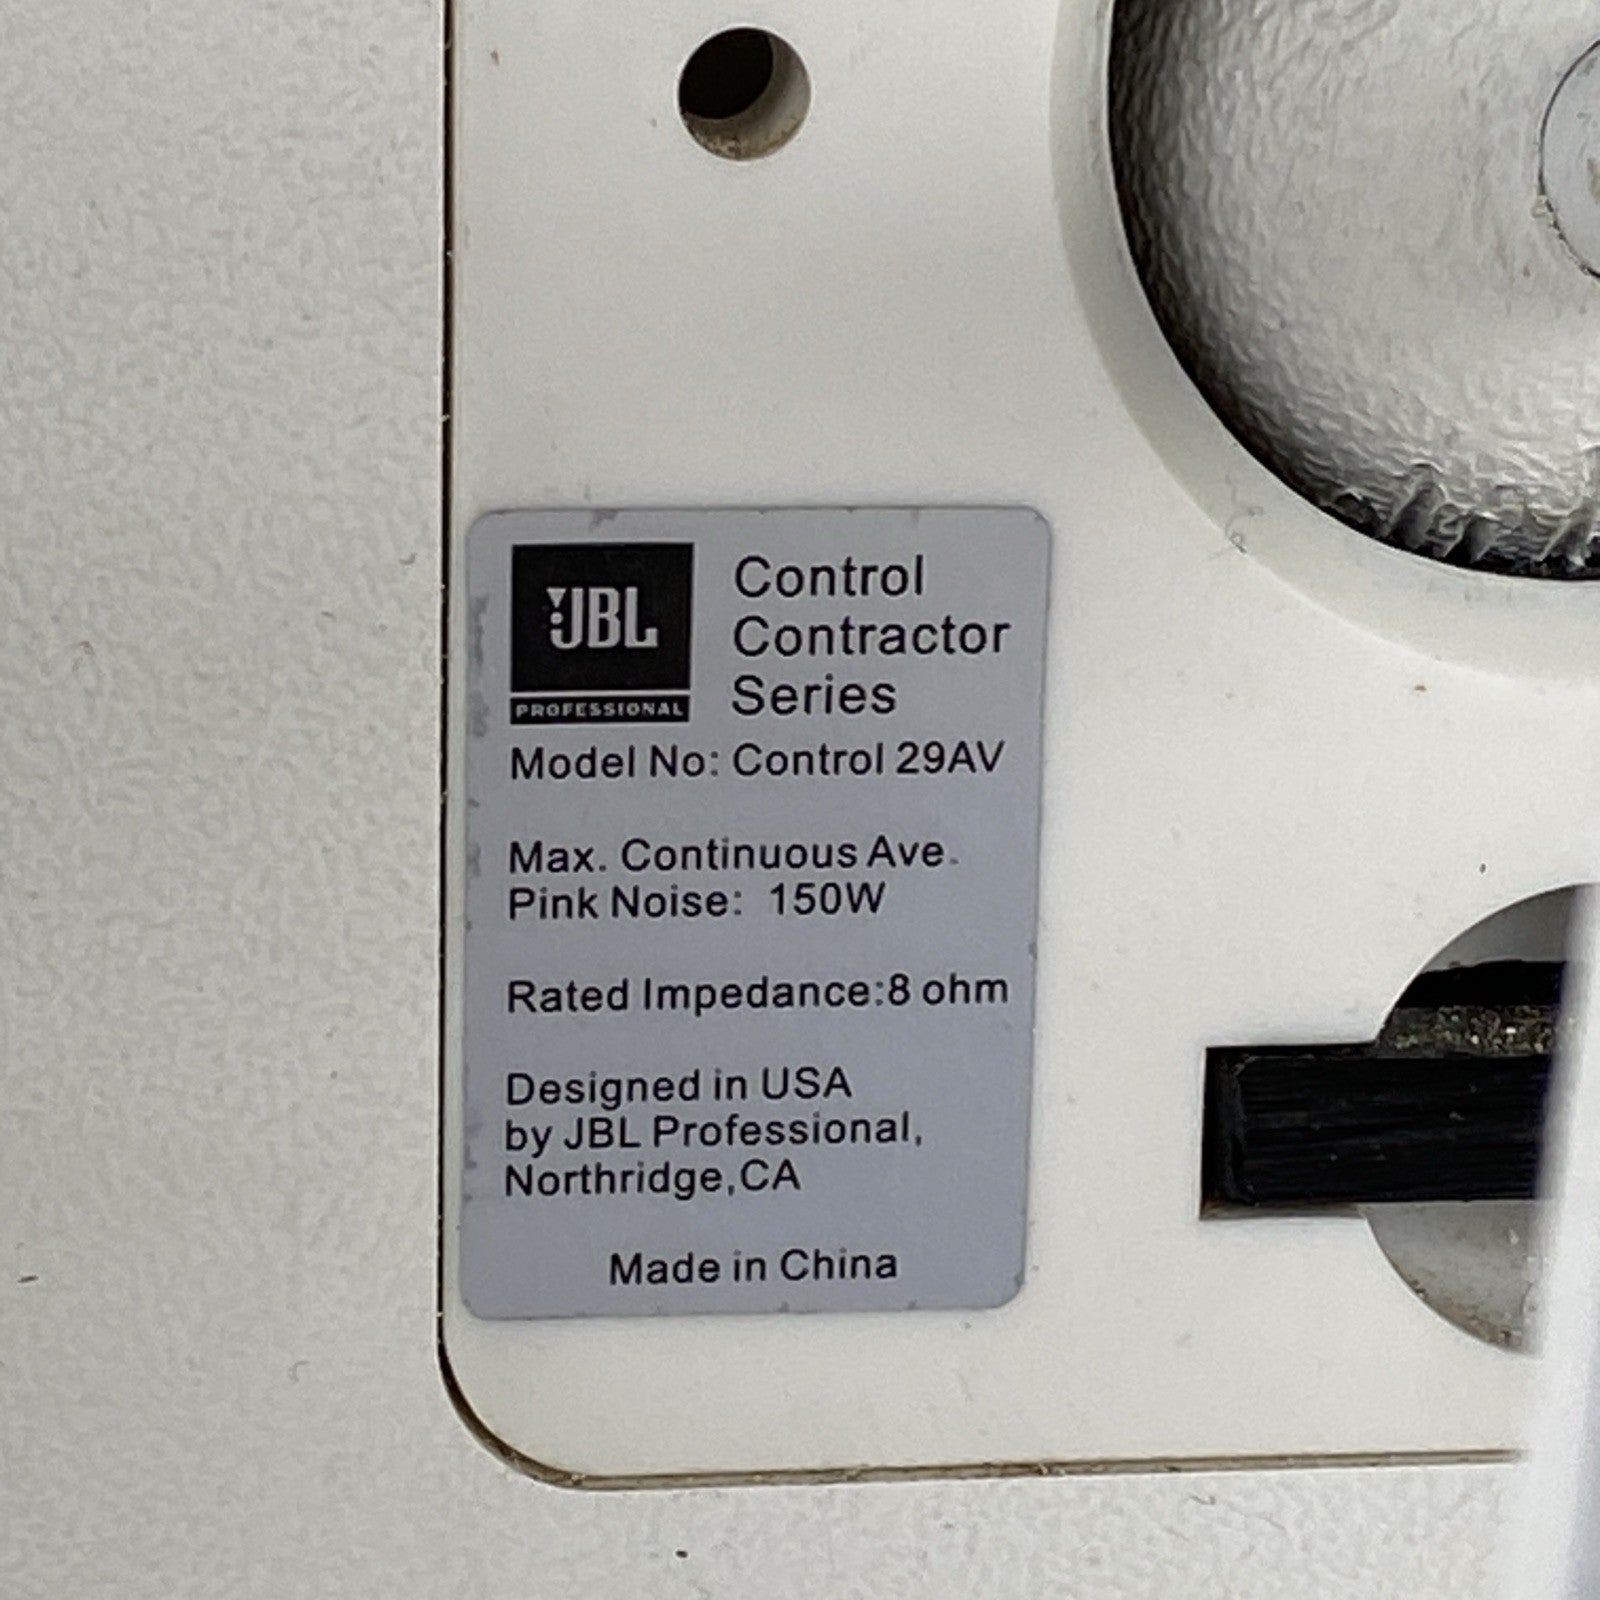 JBL
PROFESSIONAL
Control
Contractor
Series
Model No: Control 29AV
Max. Continuous Ave.
Pink Noise: 150W
Rated Impedance:8 ohm
Designed in USA
by JBL Professional,
Northridge,CA
Made in China